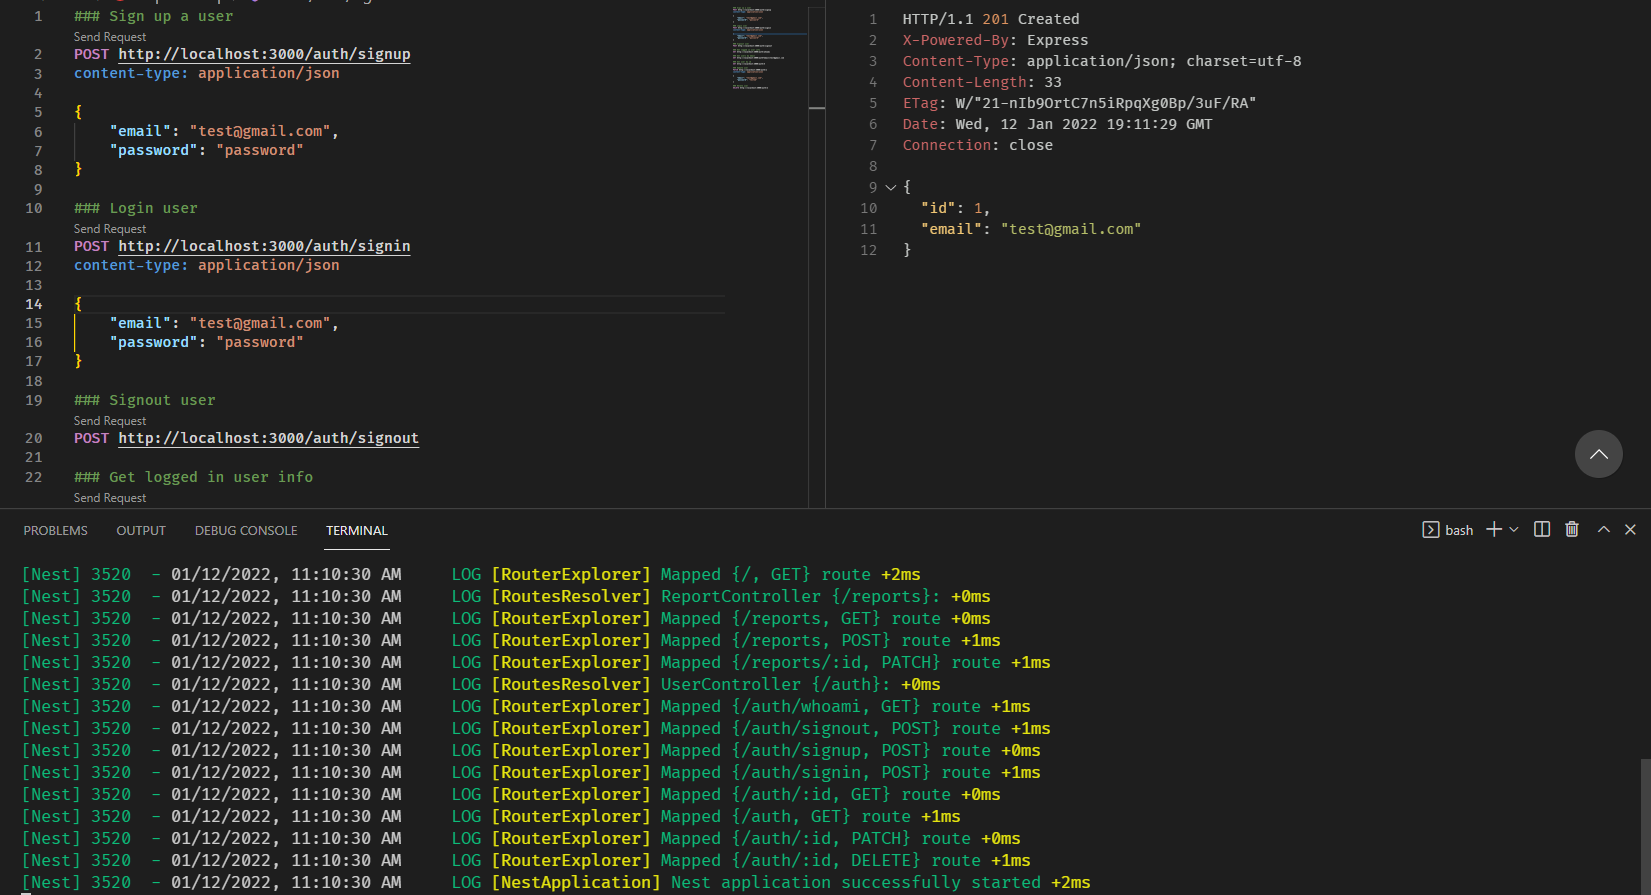 1 ### Sign up a user
Send Request
2 POST http://localhost:3000/auth/signup
3 content-type: application/json
4
5 {
6 "email": "test@gmail.com",
7 "password": "password"
8 }
9
10 ### Login user
Send Request
11 POST http://localhost:3000/auth/signin
12 content-type: application/json
13
14 {
15 "email": "test@gmail.com",
16 "password": "password"
17 }
18
19 ### Signout user
Send Request
20 POST http://localhost:3000/auth/signout
21
22 ### Get logged in user info
Send Request
1 HTTP/1.1 201 Created
2 X-Powered-By: Express
3 Content-Type: application/json; charset=utf-8
4 Content-Length: 33
5 ETag: W/"21-nIb9OrtC7n5iRpqXg0Bp/3uF/RA"
6 Date: Wed, 12 Jan 2022 19:11:29 GMT
7 Connection: close
8
9 {
10 "id": 1,
11 "email": "test@gmail.com"
12 }
PROBLEMS OUTPUT DEBUG CONSOLE TERMINAL bash
[Nest] 3520 - 01/12/2022, 11:10:30 AM LOG [RouterExplorer] Mapped {/, GET} route +2ms
[Nest] 3520 - 01/12/2022, 11:10:30 AM LOG [RoutesResolver] ReportController {/reports}: +0ms
[Nest] 3520 - 01/12/2022, 11:10:30 AM LOG [RouterExplorer] Mapped {/reports, GET} route +0ms
[Nest] 3520 - 01/12/2022, 11:10:30 AM LOG [RouterExplorer] Mapped {/reports, POST} route +1ms
[Nest] 3520 - 01/12/2022, 11:10:30 AM LOG [RouterExplorer] Mapped {/reports/:id, PATCH} route +1ms
[Nest] 3520 - 01/12/2022, 11:10:30 AM LOG [RoutesResolver] UserController {/auth}: +0ms
[Nest] 3520 - 01/12/2022, 11:10:30 AM LOG [RouterExplorer] Mapped {/auth/whoami, GET} route +1ms
[Nest] 3520 - 01/12/2022, 11:10:30 AM LOG [RouterExplorer] Mapped {/auth/signout, POST} route +1ms
[Nest] 3520 - 01/12/2022, 11:10:30 AM LOG [RouterExplorer] Mapped {/auth/signup, POST} route +0ms
[Nest] 3520 - 01/12/2022, 11:10:30 AM LOG [RouterExplorer] Mapped {/auth/signin, POST} route +1ms
[Nest] 3520 - 01/12/2022, 11:10:30 AM LOG [RouterExplorer] Mapped {/auth/:id, GET} route +0ms
[Nest] 3520 - 01/12/2022, 11:10:30 AM LOG [RouterExplorer] Mapped {/auth, GET} route +1ms
[Nest] 3520 - 01/12/2022, 11:10:30 AM LOG [RouterExplorer] Mapped {/auth/:id, PATCH} route +0ms
[Nest] 3520 - 01/12/2022, 11:10:30 AM LOG [RouterExplorer] Mapped {/auth/:id, DELETE} route +1ms
[Nest] 3520 - 01/12/2022, 11:10:30 AM LOG [NestApplication] Nest application successfully started +2ms